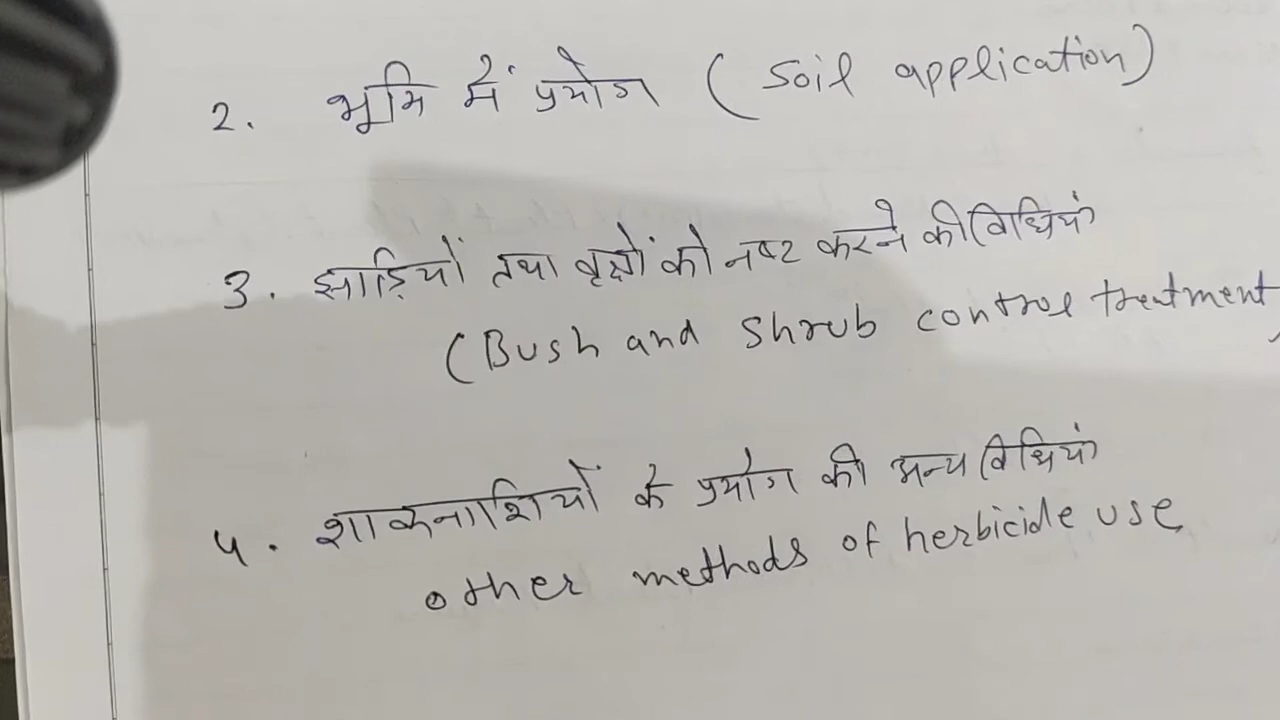 2. भूमि में प्रयोग (Soil application)
3. झाड़ियों तथा वृक्षों को नष्ट करने की विधियां
(Bush and Shrub control treatment)
4. शाकनाशियों के प्रयोग की अन्य विधियां
other methods of herbicide use